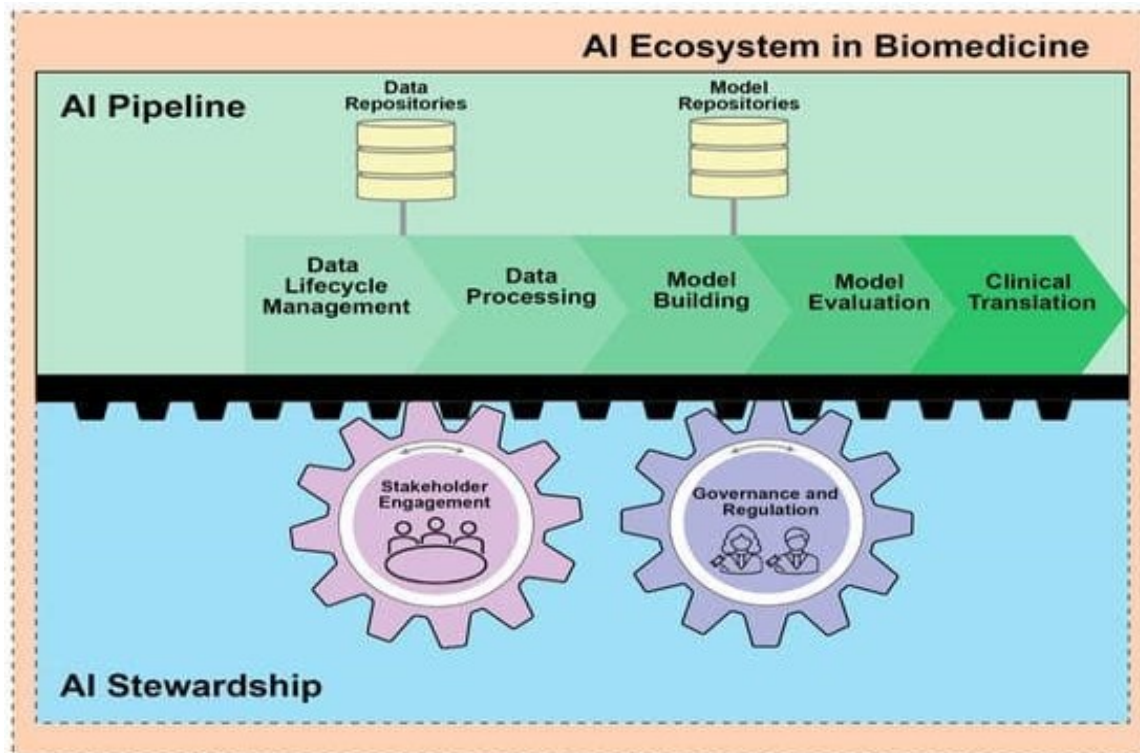 AI Ecosystem in Biomedicine
AI Pipeline
Data
Repositories
Model
Repositories
Data
Lifecycle
Management
Data
Processing
Model
Building
Model
Evaluation
Clinical
Translation
Stakeholder
Engagement
Governance and
Regulation
AI Stewardship